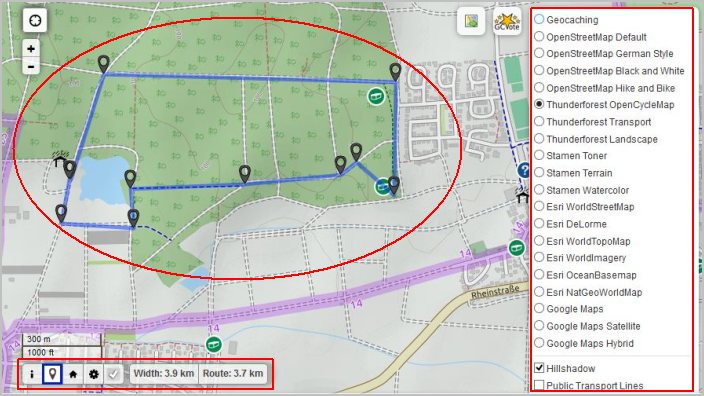 GCVote
Geocaching
OpenStreetMap Default
OpenStreetMap German Style
OpenStreetMap Black and White
OpenStreetMap Hike and Bike
Thunderforest OpenCycleMap
Thunderforest Transport
Thunderforest Landscape
Stamen Toner
Stamen Terrain
Stamen Watercolor
Esri WorldStreetMap
Esri DeLorme
Esri WorldTopoMap
Esri WorldImagery
Esri OceanBasemap
Esri NatGeoWorldMap
Google Maps
Google Maps Satellite
Google Maps Hybrid
Hillshadow
Public Transport Lines
+
-
14
14
14
14
Rheinstraße
300 m
1000 ft
i
Width: 3.9 km
Route: 3.7 km